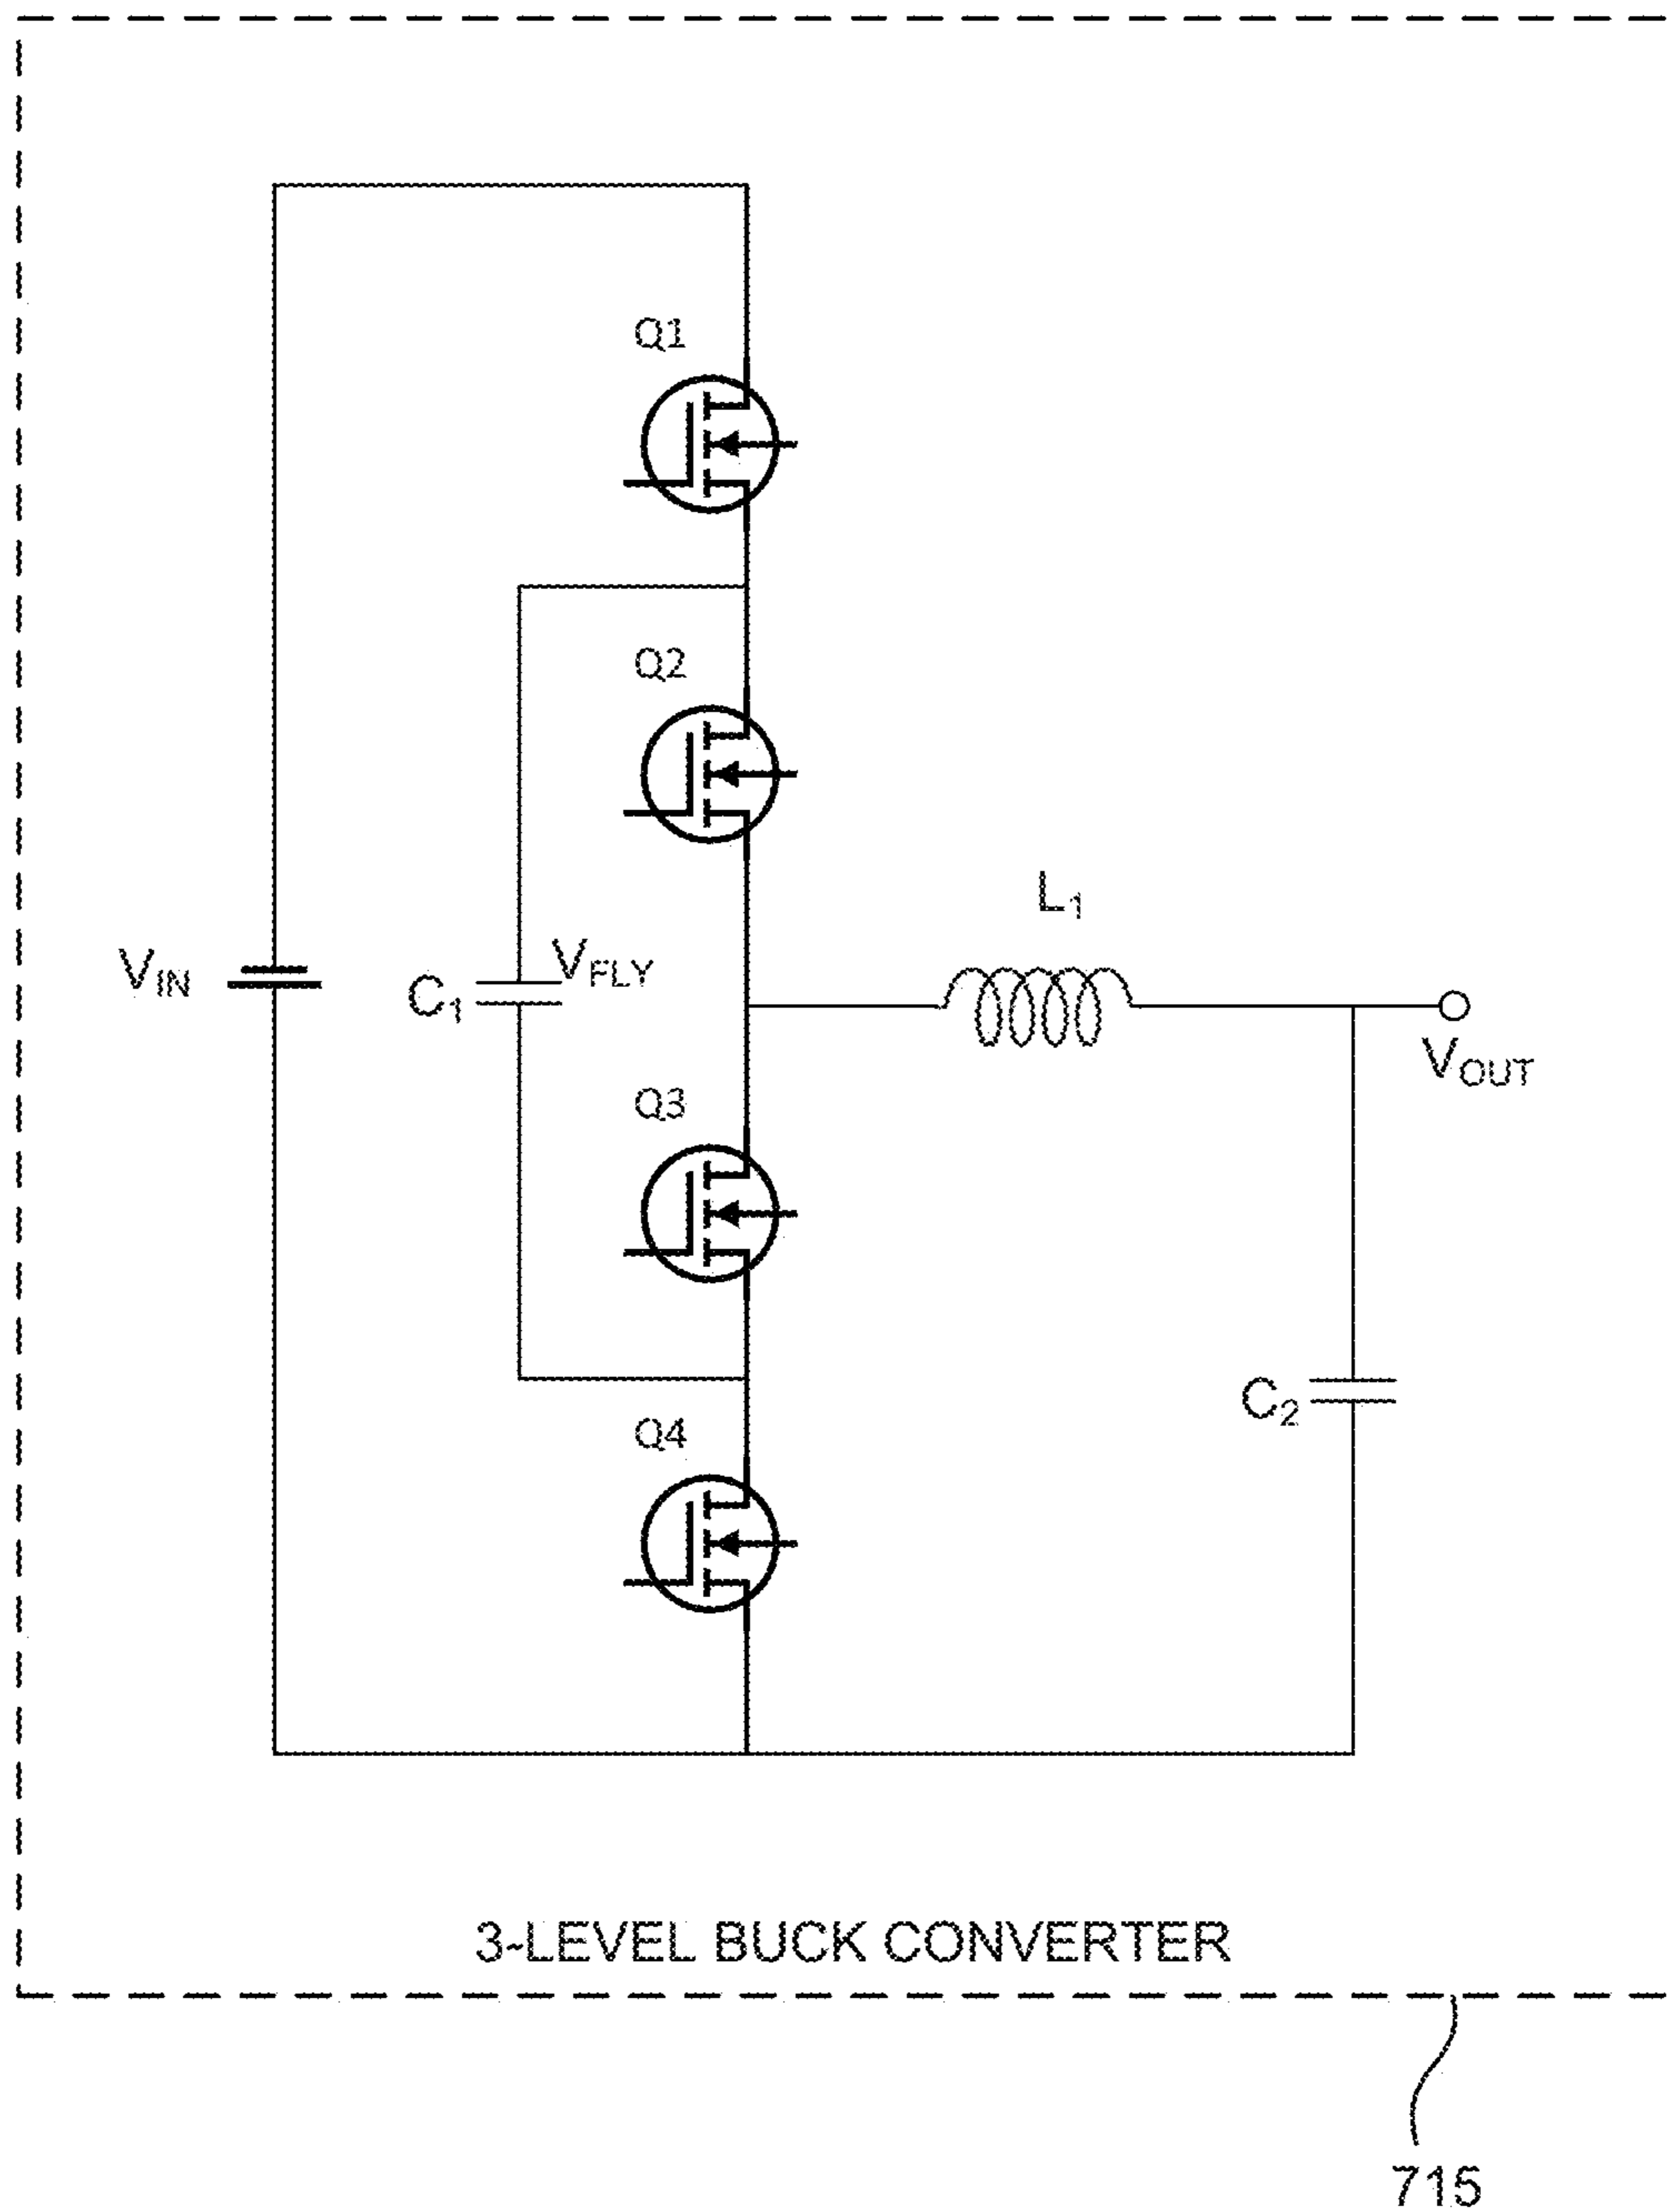 Q1
Q2
L1
VIN
C1
VFLY
VOUT
Q3
C2
Q4
3-LEVEL BUCK CONVERTER
715